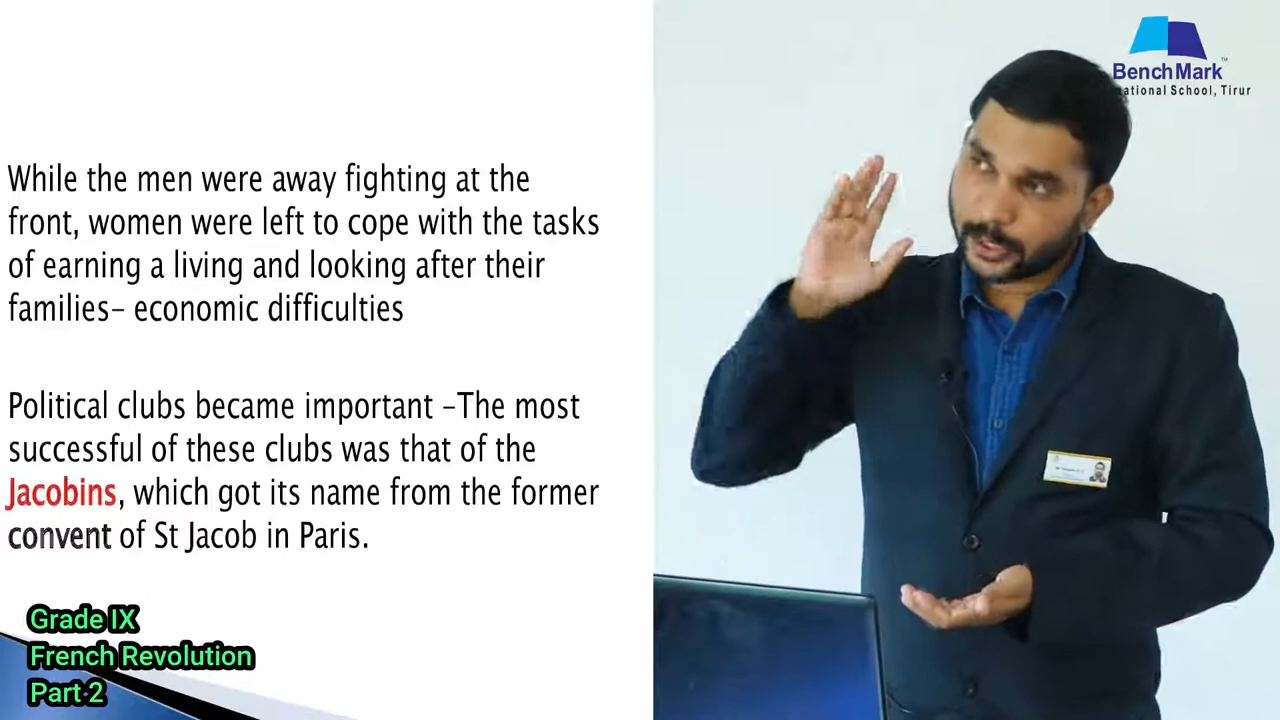 While the men were away fighting at the
front, women were left to cope with the tasks
of earning a living and looking after their
families– economic difficulties
Political clubs became important –The most
successful of these clubs was that of the
Jacobins, which got its name from the former
convent of St Jacob in Paris.
Grade IX
French Revolution
Part 2
BenchMark
TM
ational School, Tirur